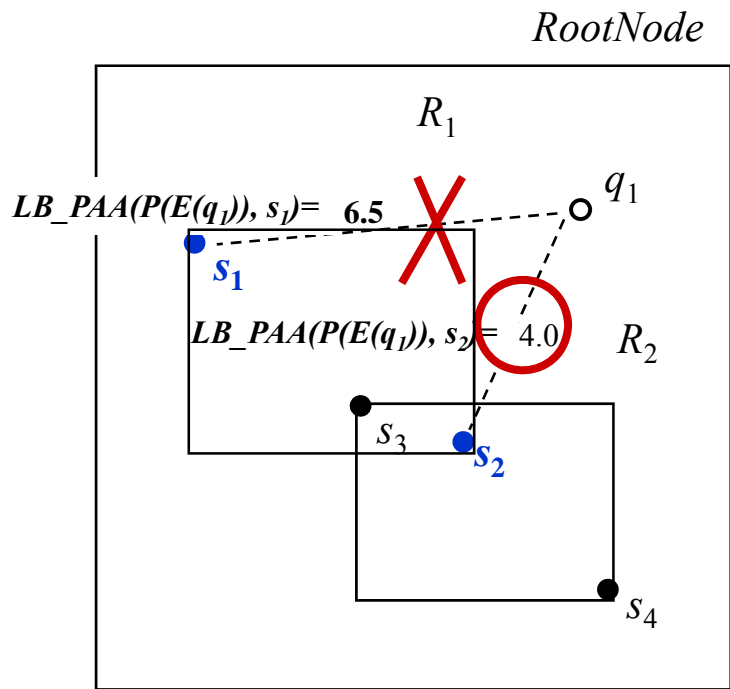 RootNode
R1
q1
LB_PAA(P(E(q1)), s1)= 6.5
s1
LB_PAA(P(E(q1)), s2)= 4.0
R2
s3
s2
s4